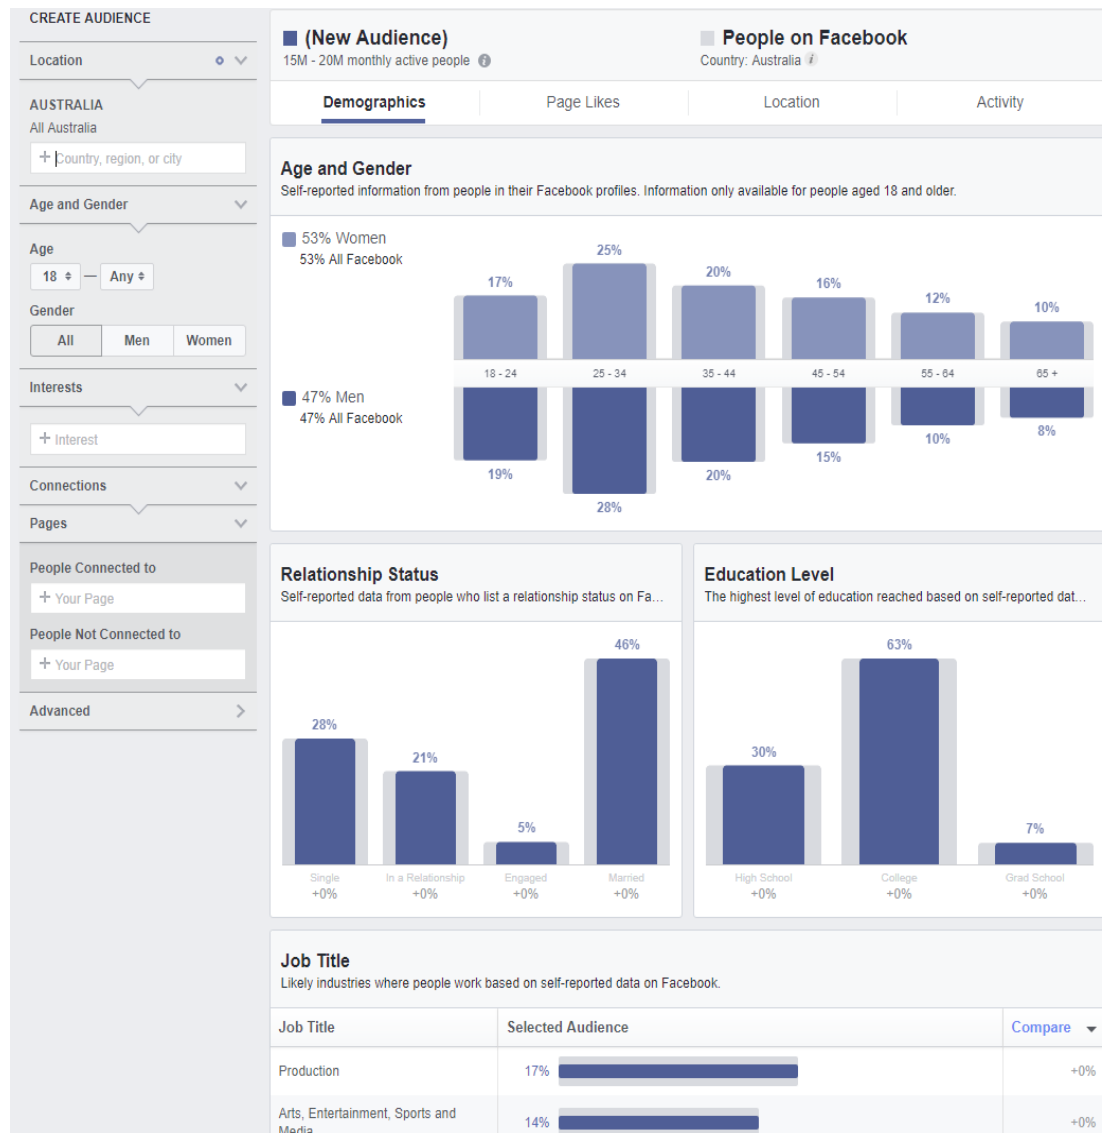 CREATE AUDIENCE
Location
AUSTRALIA
All Australia
+ Country, region, or city
Age and Gender
Age
18 — Any
Gender
All Men Women
Interests
+ Interest
Connections
Pages
People Connected to
+ Your Page
People Not Connected to
+ Your Page
Advanced
(New Audience)
15M - 20M monthly active people i
People on Facebook
Country: Australia i
Demographics Page Likes Location Activity
Age and Gender
Self-reported information from people in their Facebook profiles. Information only available for people aged 18 and older.
53% Women
53% All Facebook
17% 25% 20% 16% 12% 10%
18 - 24 25 - 34 35 - 44 45 - 54 55 - 64 65 +
47% Men
47% All Facebook
19% 28% 20% 15% 10% 8%
Relationship Status
Self-reported data from people who list a relationship status on Fa...
28% 21% 5% 46%
Single In a Relationship Engaged Married
+0% +0% +0% +0%
Education Level
The highest level of education reached based on self-reported dat...
30% 63% 7%
High School College Grad School
+0% +0% +0%
Job Title
Likely industries where people work based on self-reported data on Facebook.
Job Title Selected Audience Compare
Production 17% +0%
Arts, Entertainment, Sports and
Media 14% +0%